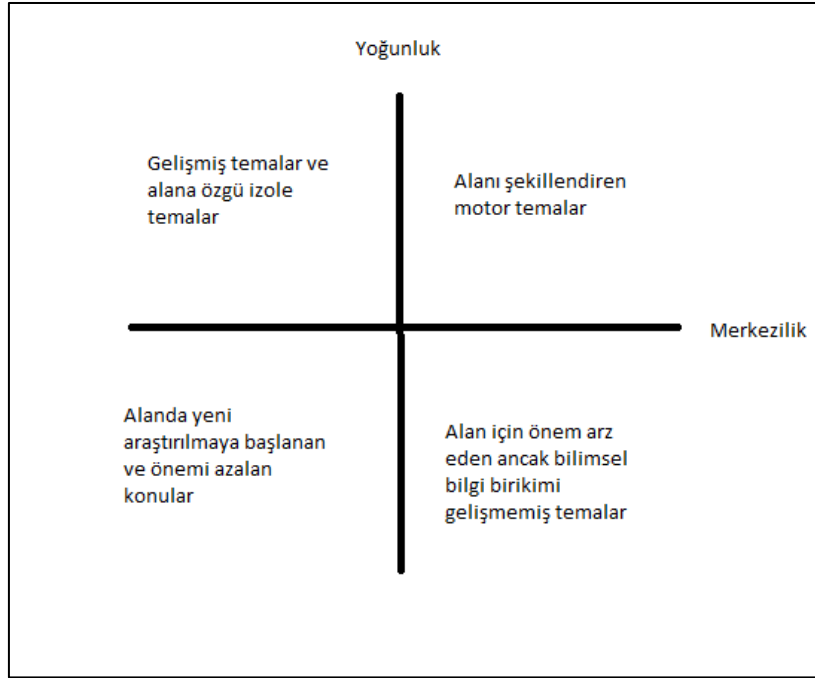 Yoğunluk
Gelişmiş temalar ve
alana özgü izole
temalar
Alanı şekillendiren
motor temalar
Merkezilik
Alanda yeni
araştırılmaya başlanan
ve önemi azalan
konular
Alan için önem arz
eden ancak bilimsel
bilgi birikimi
gelişmemiş temalar